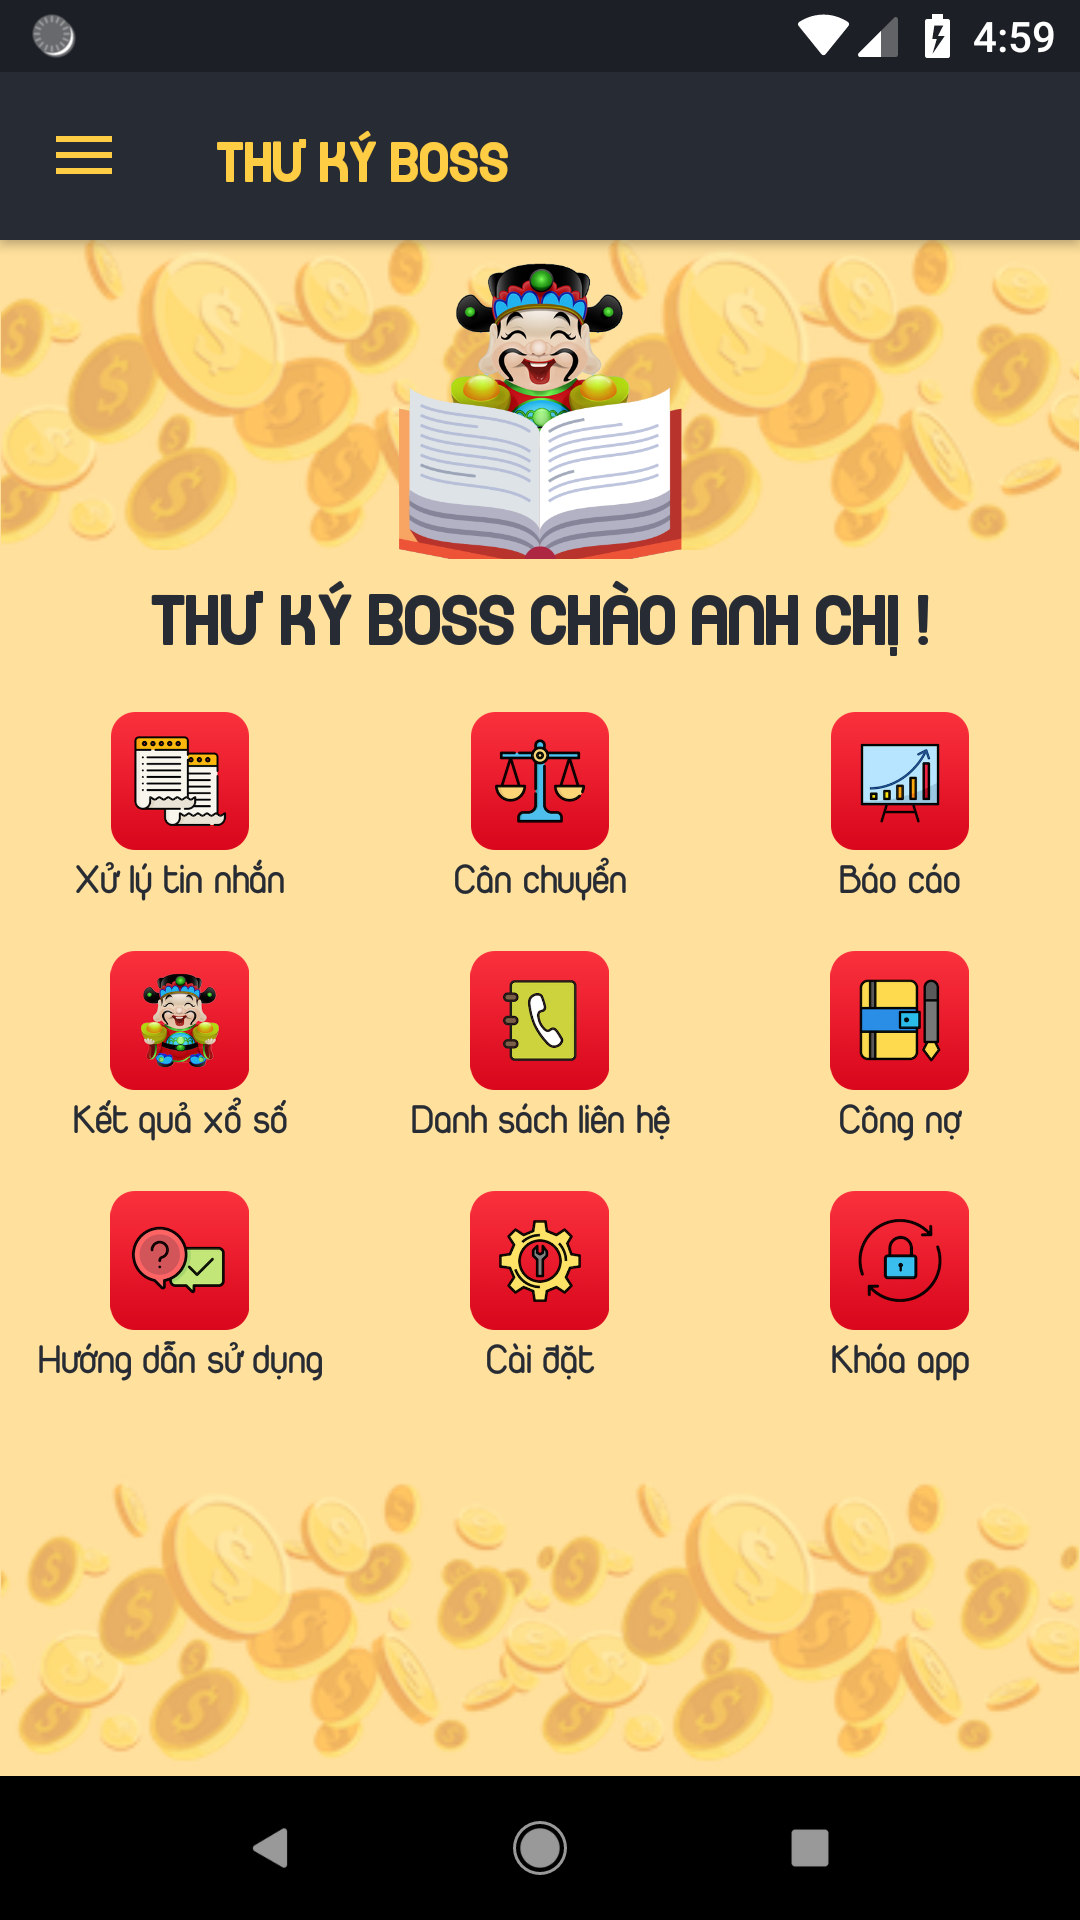 4:59
THƯ KÝ BOSS
THƯ KÝ BOSS CHÀO ANH CHỊ !
Xử lý tin nhắn
Cân chuyển
Báo cáo
Kết quả xổ số
Danh sách liên hệ
Công nợ
Hướng dẫn sử dụng
Cài đặt
Khóa app